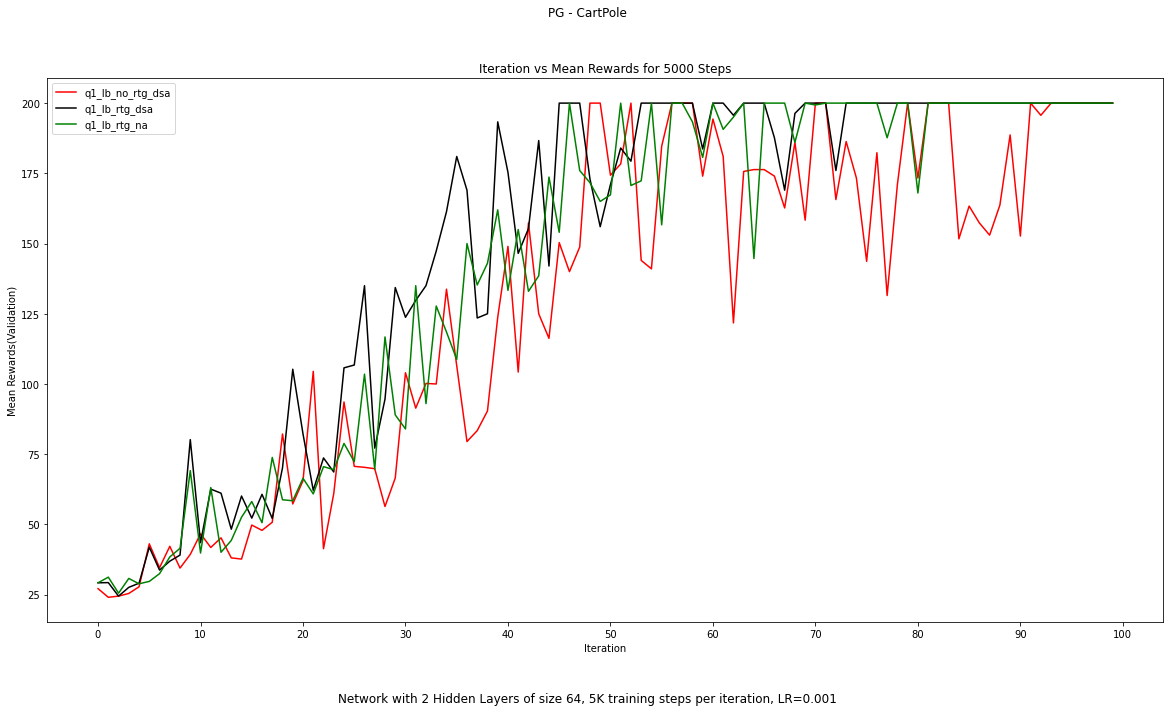 PG - CartPole
Iteration vs Mean Rewards for 5000 Steps
q1_lb_no_rtg_dsa
q1_lb_rtg_dsa
q1_lb_rtg_na
Mean Rewards(Validation)
200
175
150
125
100
75
50
25
0 10 20 30 40 50 60 70 80 90 100
Iteration
Network with 2 Hidden Layers of size 64, 5K training steps per iteration, LR=0.001